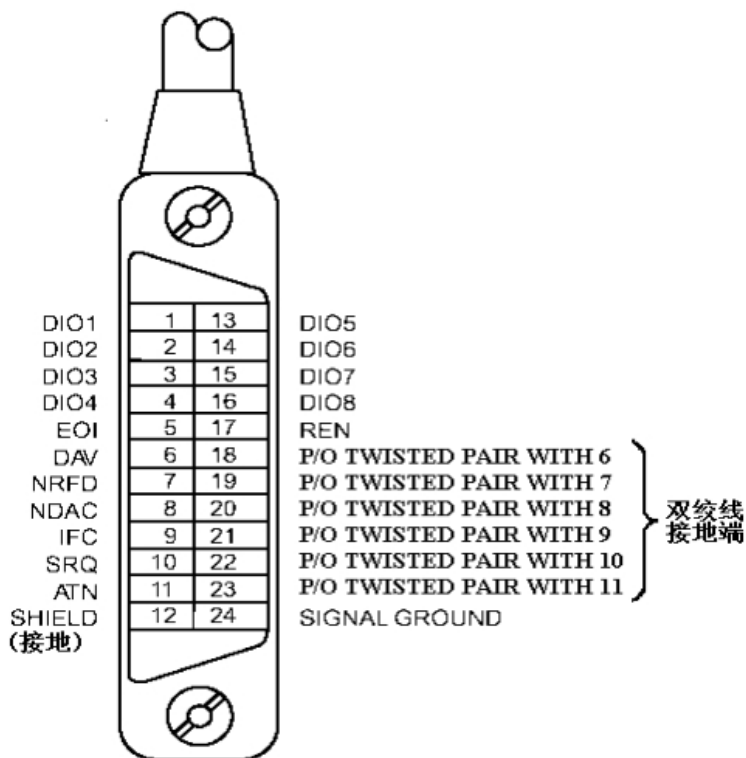 DIO1 1 13 DIO5
DIO2 2 14 DIO6
DIO3 3 15 DIO7
DIO4 4 16 DIO8
EOI 5 17 REN
DAV 6 18 P/O TWISTED PAIR WITH 6
NRFD 7 19 P/O TWISTED PAIR WITH 7
NDAC 8 20 P/O TWISTED PAIR WITH 8
IFC 9 21 P/O TWISTED PAIR WITH 9
SRQ 10 22 P/O TWISTED PAIR WITH 10
ATN 11 23 P/O TWISTED PAIR WITH 11
SHIELD 12 24 SIGNAL GROUND
(接地)
双绞线
接地端